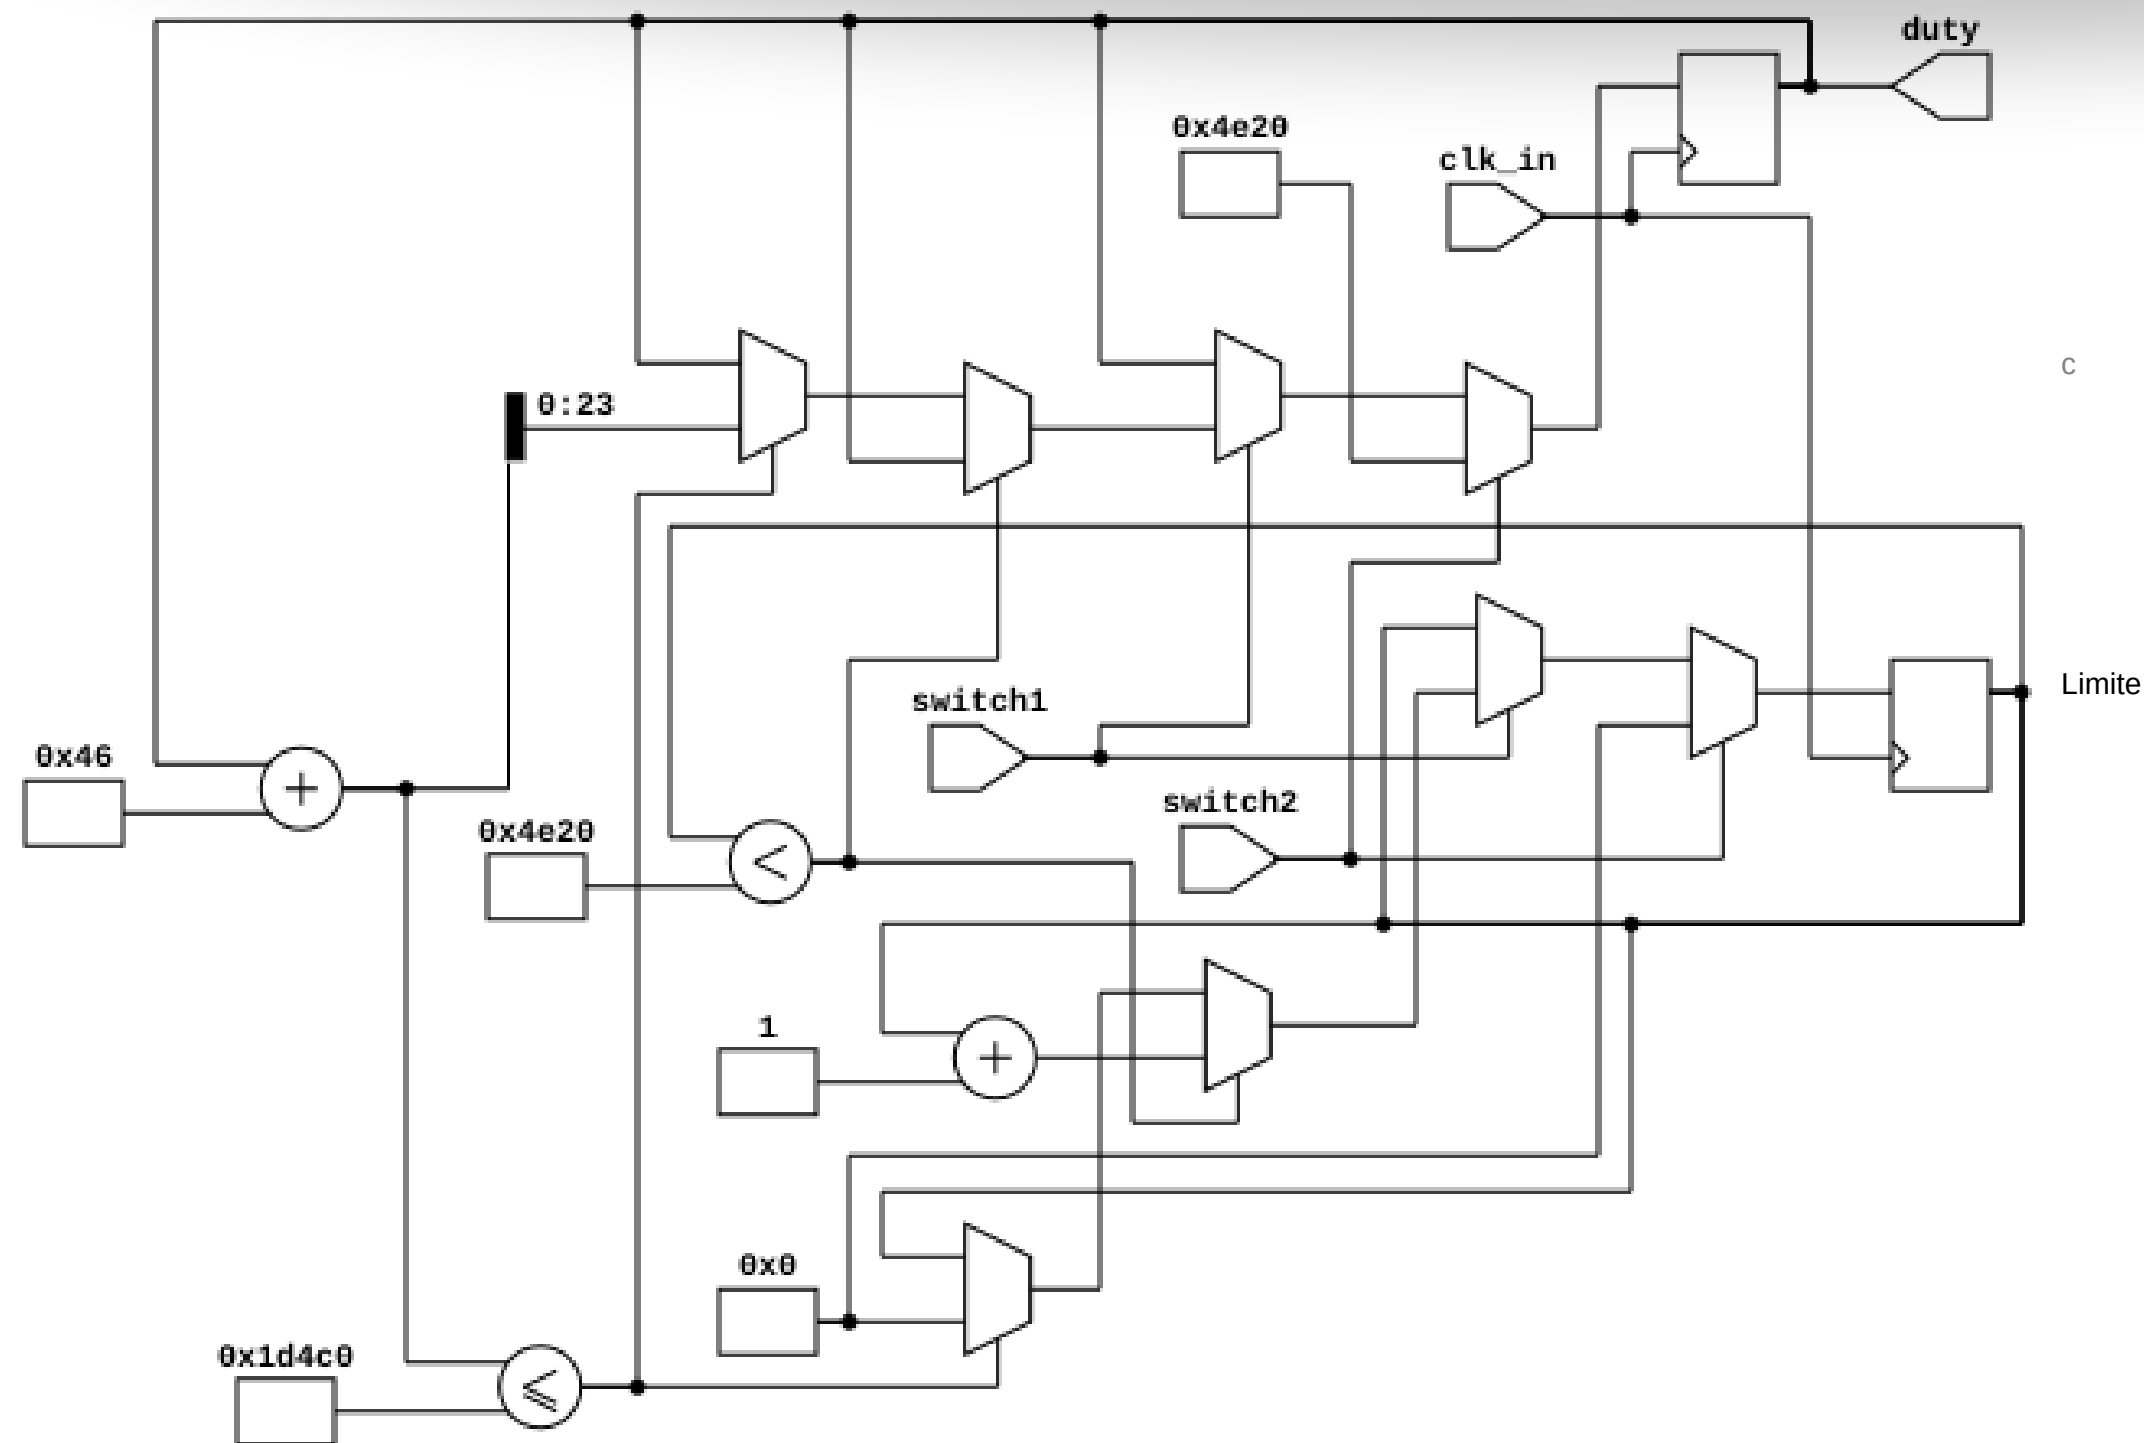 duty
0x4e20
clk_in
c
0:23
Limite
switch1
0x46
switch2
0x4e20
1
0x0
0x1d4c0